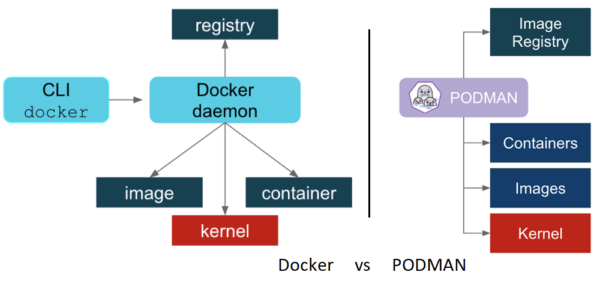 registry
CLI
docker
Docker
daemon
image
container
kernel
Image
Registry
PODMAN
Containers
Images
Kernel
Docker vs PODMAN